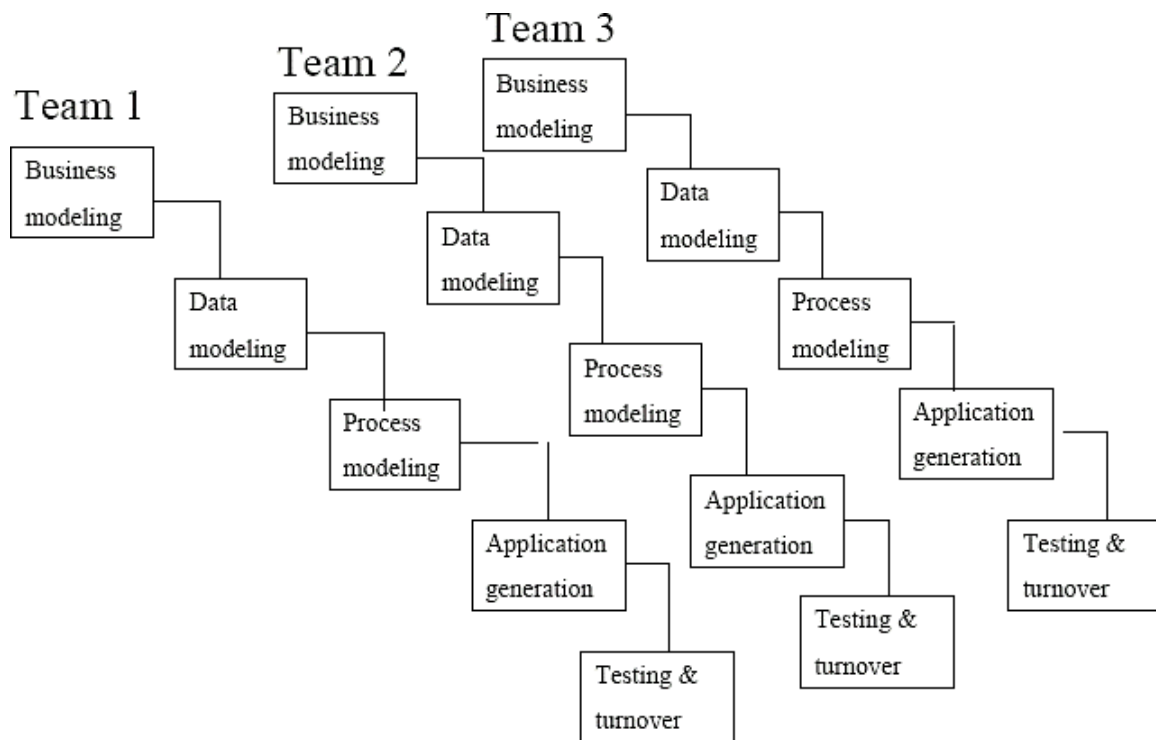 Team 1
Business
modeling
Data
modeling
Process
modeling
Application
generation
Testing &
turnover
Team 2
Business
modeling
Data
modeling
Process
modeling
Application
generation
Testing &
turnover
Team 3
Business
modeling
Data
modeling
Process
modeling
Application
generation
Testing &
turnover